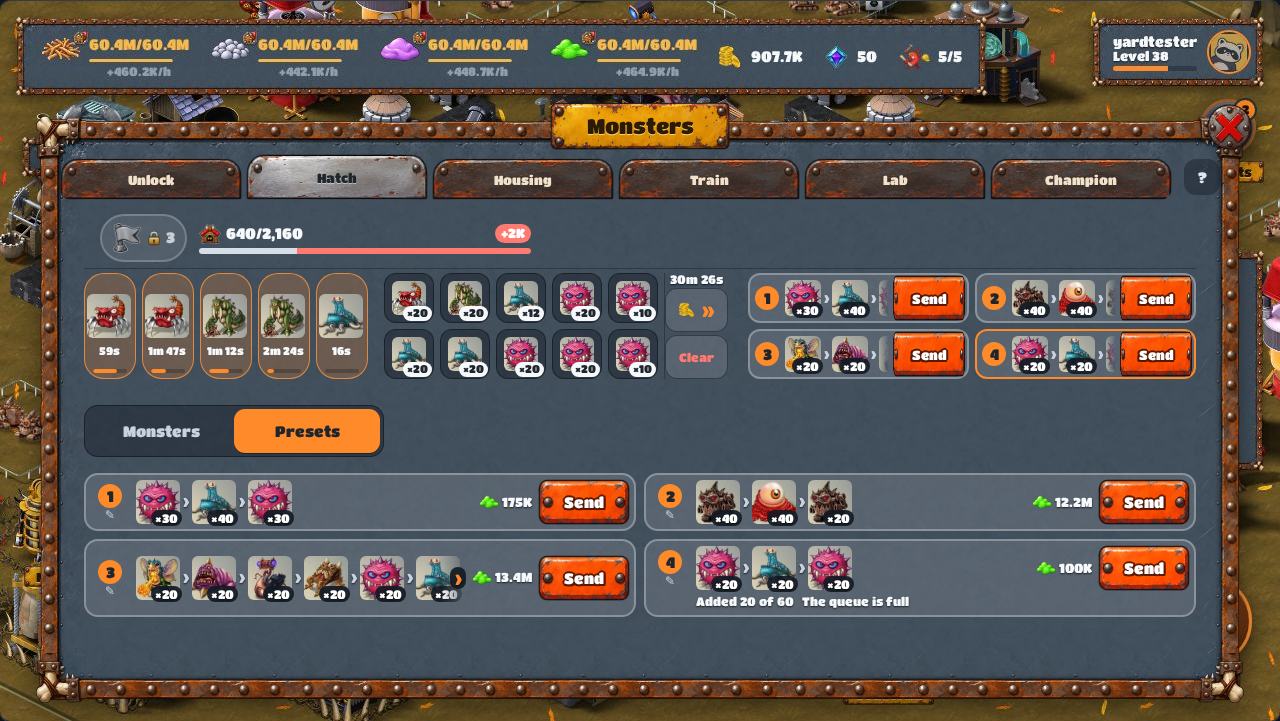 60.4M/60.4M
+460.2K/h
60.4M/60.4M
+442.1K/h
60.4M/60.4M
+448.7K/h
60.4M/60.4M
+464.9K/h
907.7K
50
5/5
yardtester
Level 38
Monsters
Unlock
Hatch
Housing
Train
Lab
Champion
?
3
640/2,160
+2K
59s
1m 47s
1m 12s
2m 24s
16s
×20
×20
×12
×20
×10
×20
×20
×20
×20
×10
30m 26s
Clear
1
×30
×40
Send
2
×40
×40
Send
3
×20
×20
Send
4
×20
×20
Send
Monsters
Presets
1
×30
×40
×30
175K
Send
2
×40
×40
×20
12.2M
Send
3
×20
×20
×20
×20
×20
×20
13.4M
Send
4
×20
×20
×20
100K
Send
Added 20 of 60 The queue is full